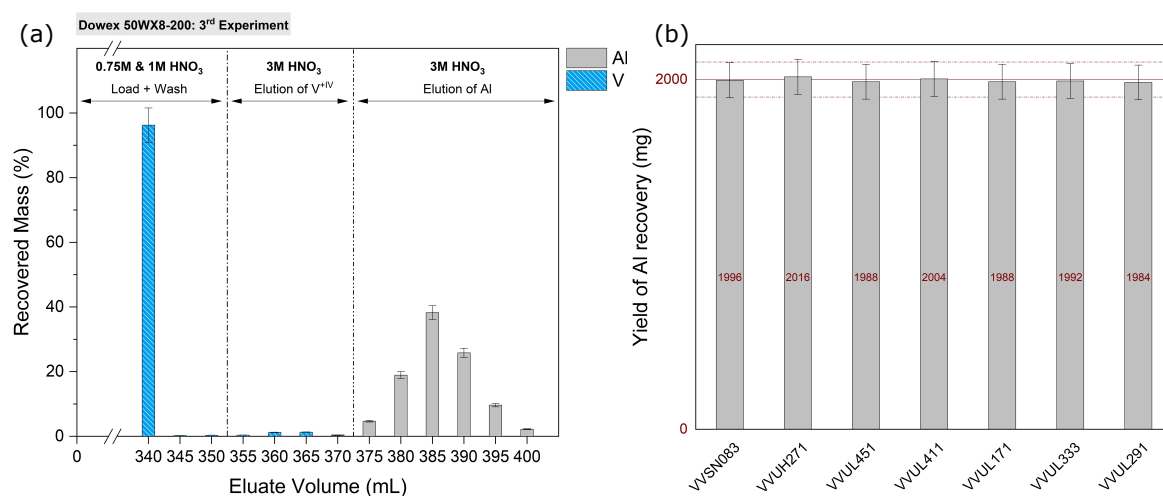 (a)
Dowex 50WX8-200: 3rd Experiment
0.75M & 1M HNO3
Load + Wash
3M HNO3
Elution of V+IV
3M HNO3
Elution of Al
Al
V
Recovered Mass (%)
100
80
60
40
20
0
0 340 345 350 355 360 365 370 375 380 385 390 395 400
Eluate Volume (mL)
(b)
Yield of Al recovery (mg)
2000
0
1996 2016 1988 2004 1988 1992 1984
VVSN083 VVUH271 VVUL451 VVUL411 VVUL171 VVUL333 VVUL291